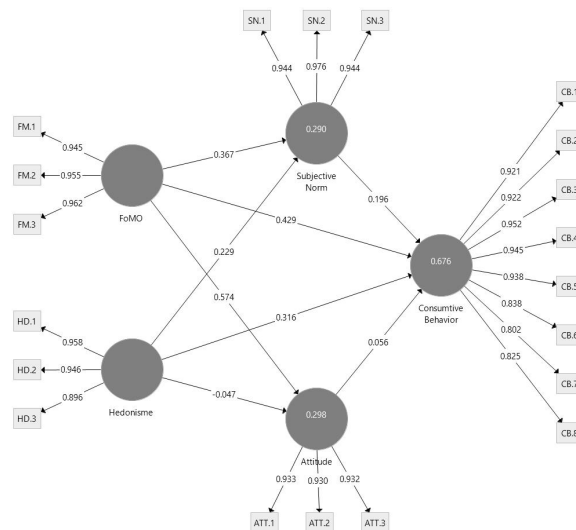 SN.1
SN.2
SN.3
0.944
0.976
0.944
0.290
Subjective
Norm
FM.1
FM.2
FM.3
0.945
0.955
0.962
FoMO
0.367
0.429
0.229
0.574
0.196
HD.1
HD.2
HD.3
0.958
0.946
0.896
Hedonisme
0.316
-0.047
0.056
0.676
Consumtive
Behavior
0.921
0.922
0.952
0.945
0.938
0.838
0.802
0.825
CB.1
CB.2
CB.3
CB.4
CB.5
CB.6
CB.7
CB.8
0.298
Attitude
0.933
0.930
0.932
ATT.1
ATT.2
ATT.3